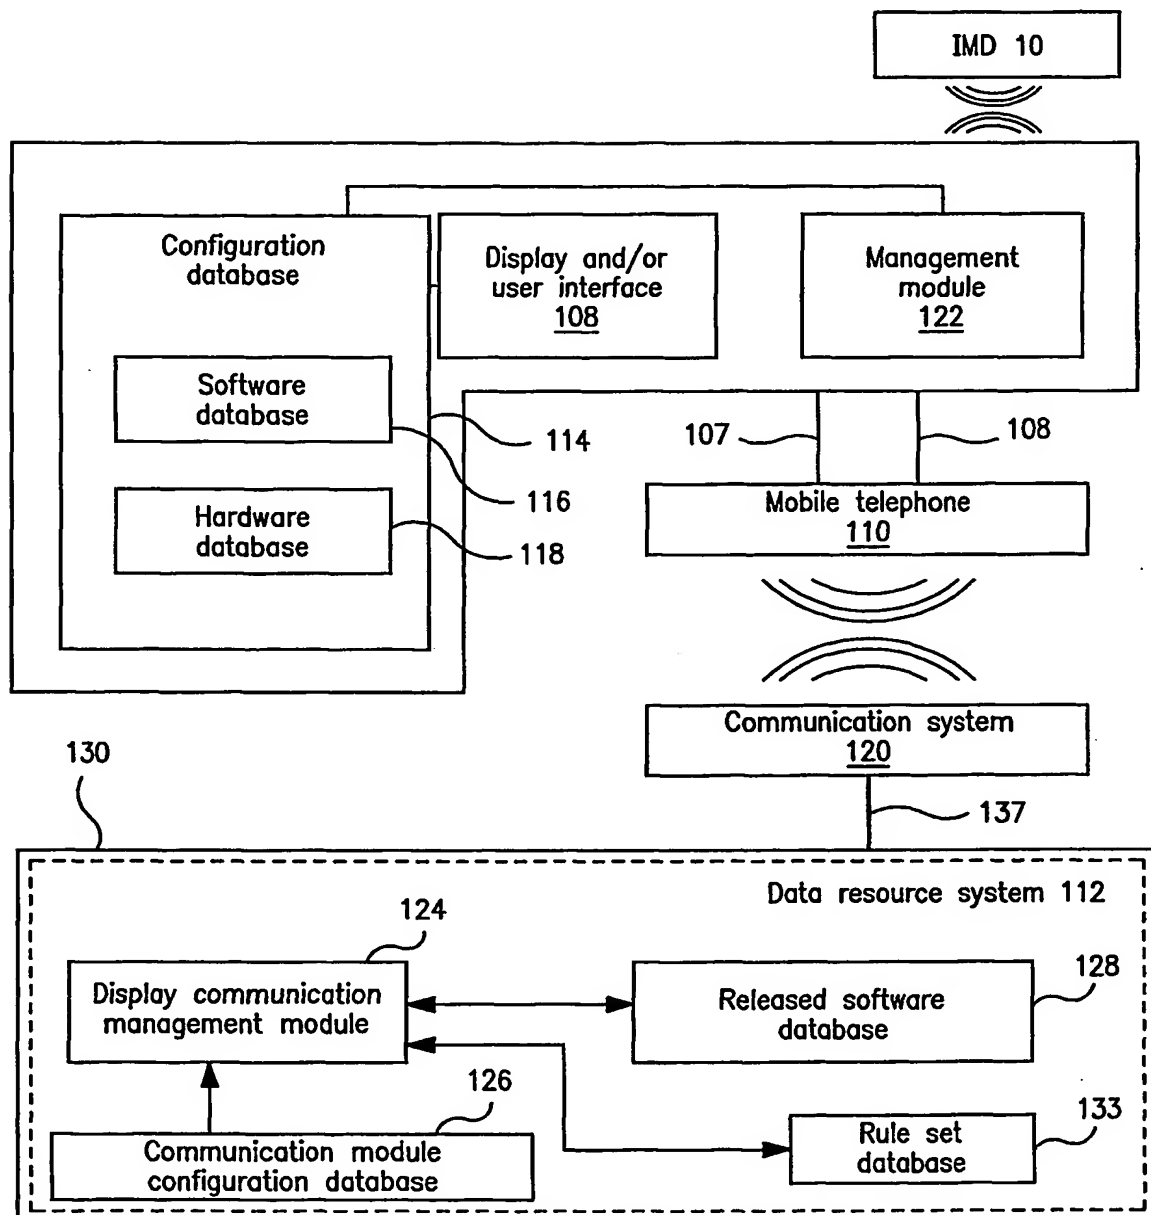 IMD 10
Configuration
database
Display and/or
user interface
108
Management
module
122
Software
database
114
116
Hardware
database
118
107
108
Mobile telephone
110
Communication system
120
137
130
Data resource system 112
124
Display communication
management module
128
Released software
database
126
Communication module
configuration database
133
Rule set
database